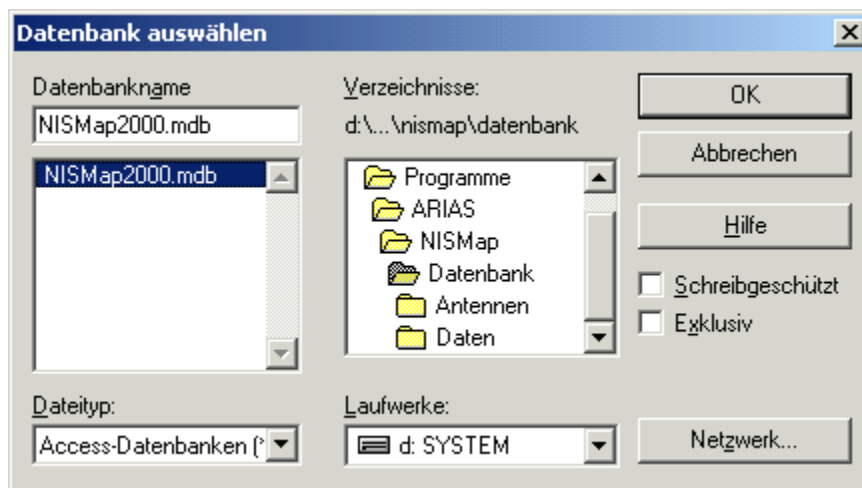 Datenbank auswählen
Datenbankname
NISMap2000.mdb
NISMap2000.mdb
Dateityp:
Access-Datenbanken (*
Verzeichnisse:
d:\...\nismap\datenbank
Programme
ARIAS
NISMap
Datenbank
Antennen
Daten
Laufwerke:
d: SYSTEM
OK
Abbrechen
Hilfe
Schreibgeschützt
Exklusiv
Netzwerk...